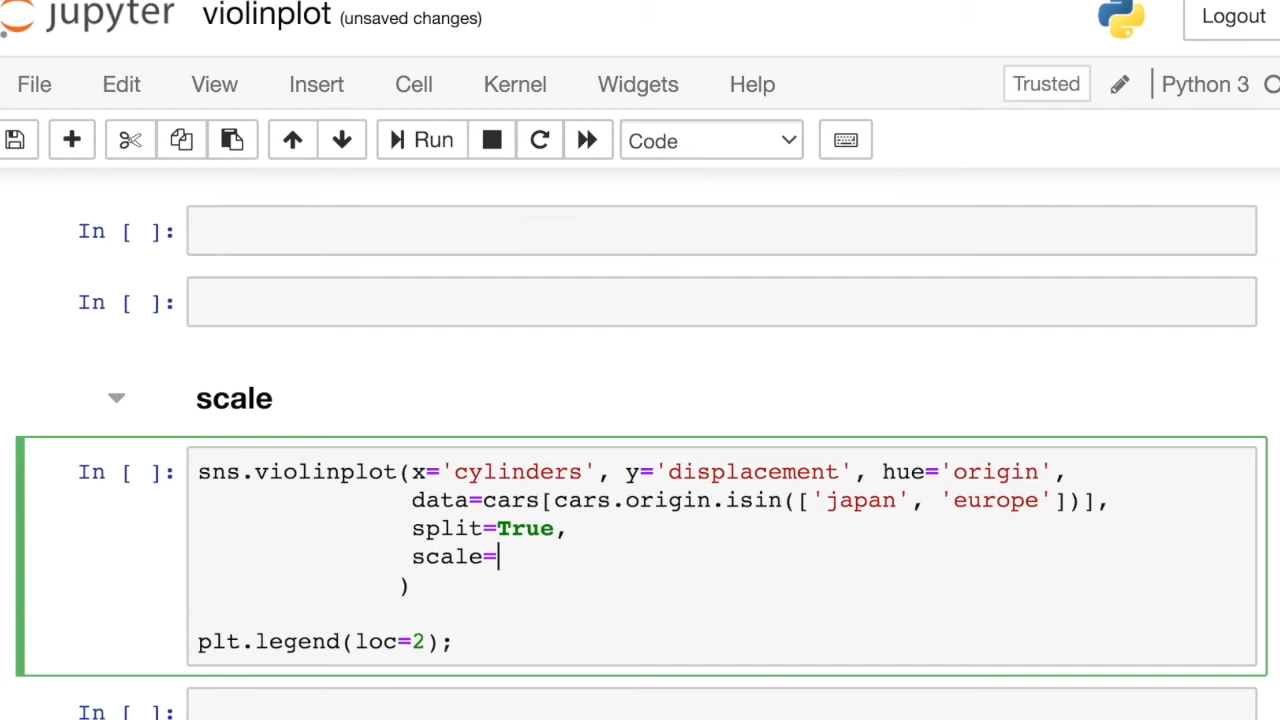 jupyter violinplot (unsaved changes) Logout
File Edit View Insert Cell Kernel Widgets Help Trusted Python 3
Run Code
In [ ]:
In [ ]:
scale
In [ ]: sns.violinplot(x='cylinders', y='displacement', hue='origin',
data=cars[cars.origin.isin(['japan', 'europe'])],
split=True,
scale=
)
plt.legend(loc=2);
In [ ]: